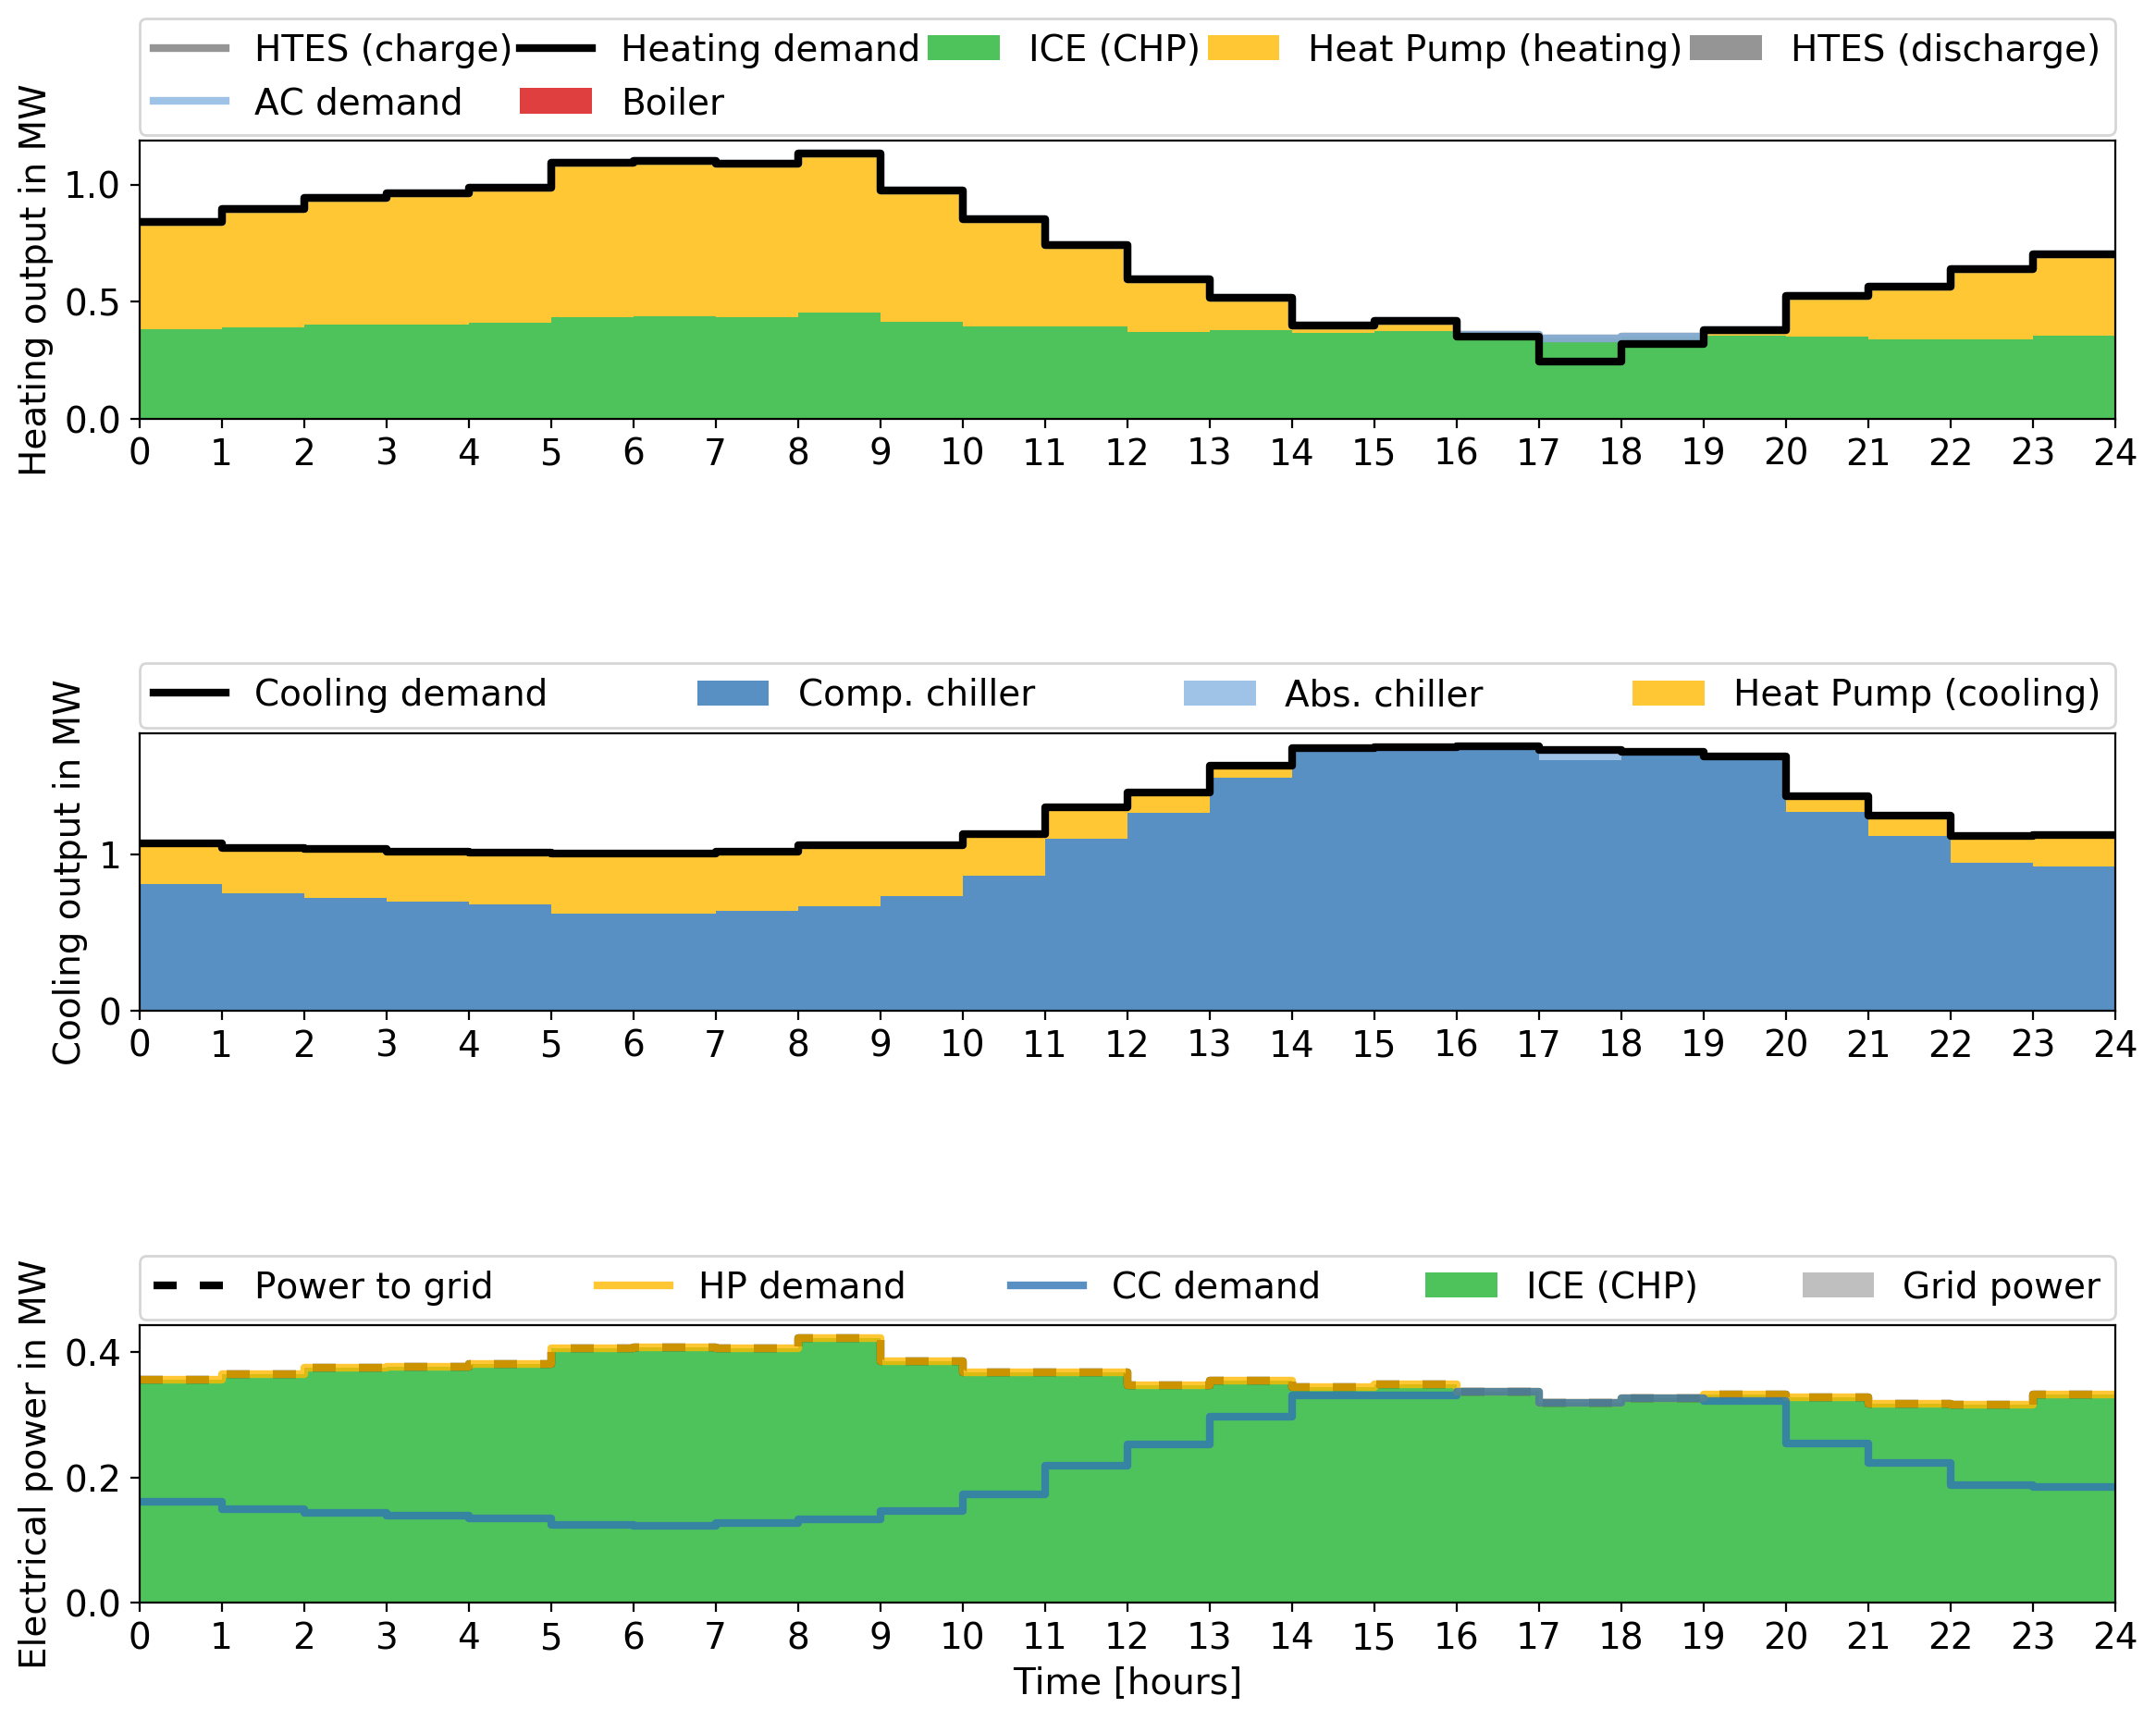 HTES (charge) Heating demand ICE (CHP) Heat Pump (heating) HTES (discharge)
AC demand Boiler
Heating output in MW
1.0
0.5
0.0
0 1 2 3 4 5 6 7 8 9 10 11 12 13 14 15 16 17 18 19 20 21 22 23 24
Cooling demand Comp. chiller Abs. chiller Heat Pump (cooling)
Cooling output in MW
1
0
0 1 2 3 4 5 6 7 8 9 10 11 12 13 14 15 16 17 18 19 20 21 22 23 24
Power to grid HP demand CC demand ICE (CHP) Grid power
Electrical power in MW
0.4
0.2
0.0
0 1 2 3 4 5 6 7 8 9 10 11 12 13 14 15 16 17 18 19 20 21 22 23 24
Time [hours]